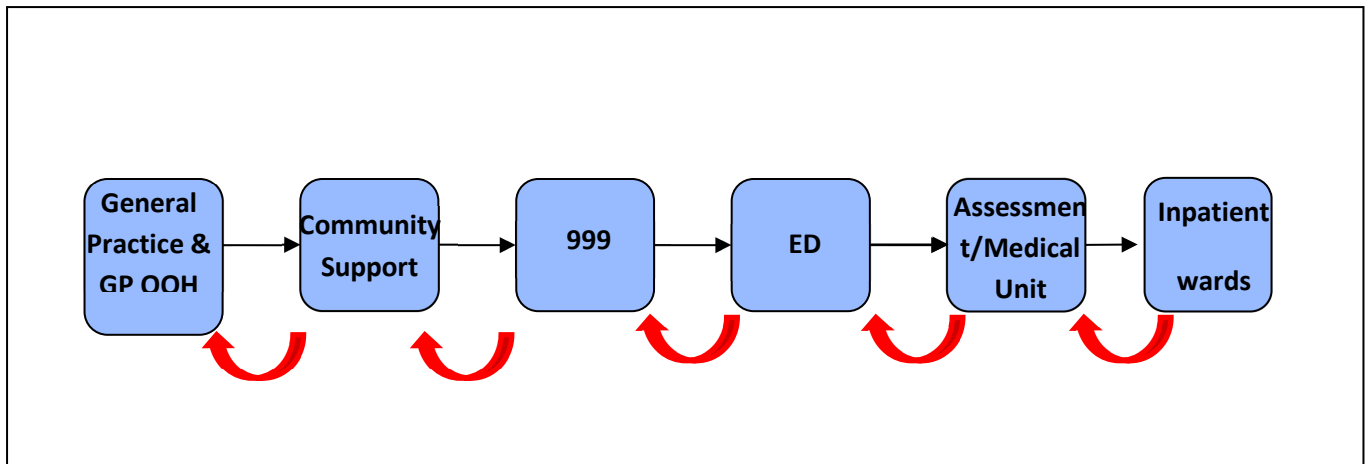 General
Practice &
GP OOH
Community
Support
999
ED
Assessmen
t/Medical
Unit
Inpatient
wards